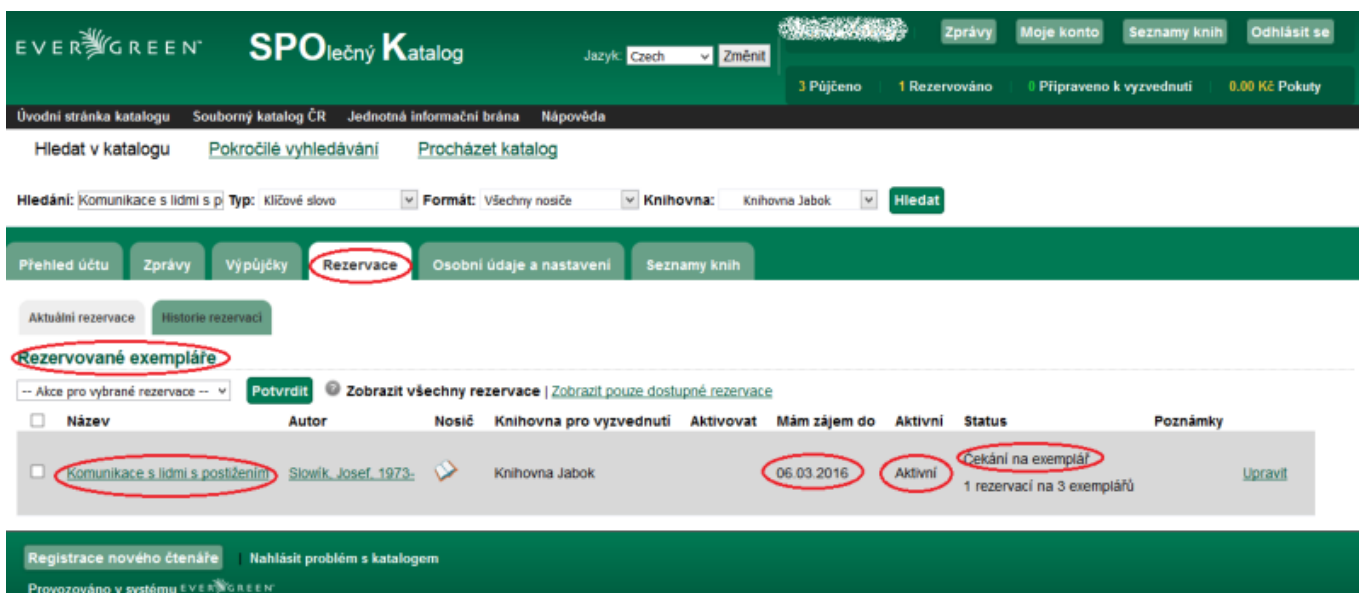 EVERGREEN SPOlečný Katalog Jazyk: Czech Změnit Zprávy Moje konto Seznamy knih Odhlásit se
3 Půjčeno 1 Rezervováno 0 Připraveno k vyzvednutí 0.00 Kč Pokuty
Úvodní stránka katalogu Souborný katalog ČR Jednotná informační brána Nápověda
Hledat v katalogu Pokročilé vyhledávání Procházet katalog
Hledání: Komunikace s lidmi s p Typ: Klíčové slovo Formát: Všechny nosiče Knihovna: Knihovna Jabok Hledat
Přehled účtu Zprávy Výpůjčky Rezervace Osobní údaje a nastavení Seznamy knih
Aktuální rezervace Historie rezervací
Rezervované exempláře
-- Akce pro vybrané rezervace -- Potvrdit Zobrazit všechny rezervace | Zobrazit pouze dostupné rezervace
Název Autor Nosič Knihovna pro vyzvednutí Aktivovat Mám zájem do Aktivní Status Poznámky
Komunikace s lidmi s postižením Slowík, Josef, 1973- Knihovna Jabok 06.03.2016 Aktivní Čekání na exemplář
1 rezervací na 3 exemplářů Upravit
Registrace nového čtenáře Nahlásit problém s katalogem
Provozováno v systému EVERGREEN